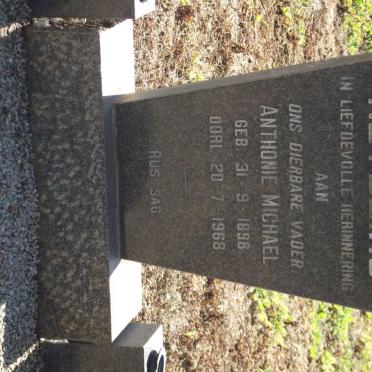 IN LIEFDEVOLLE HERINNERING
AAN
ONS DIERBARE VADER
ANTHONIE MICHAEL
GEB 31-9-1898
OORL 20-7-1968
RUS SAG